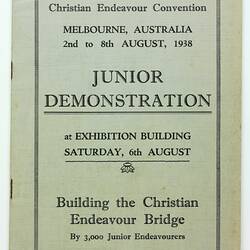 Christian Endeavour Convention
MELBOURNE, AUSTRALIA
2nd to 8th AUGUST, 1938
JUNIOR
DEMONSTRATION
at EXHIBITION BUILDING
SATURDAY, 6th AUGUST
Building the Christian
Endeavour Bridge
By 3,000 Junior Endeavourers